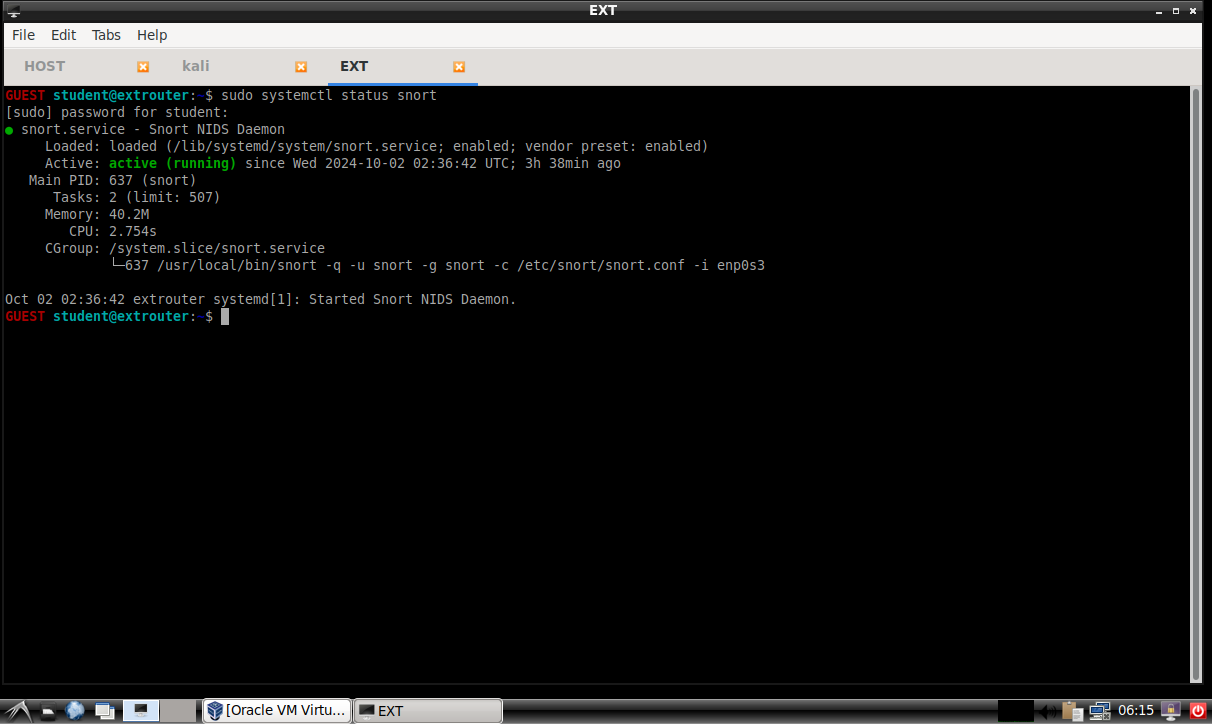 EXT
File Edit Tabs Help
HOST kali EXT
GUEST student@extrouter:~$ sudo systemctl status snort
[sudo] password for student:
● snort.service - Snort NIDS Daemon
     Loaded: loaded (/lib/systemd/system/snort.service; enabled; vendor preset: enabled)
     Active: active (running) since Wed 2024-10-02 02:36:42 UTC; 3h 38min ago
   Main PID: 637 (snort)
      Tasks: 2 (limit: 507)
     Memory: 40.2M
        CPU: 2.754s
     CGroup: /system.slice/snort.service
             └─637 /usr/local/bin/snort -q -u snort -g snort -c /etc/snort/snort.conf -i enp0s3
Oct 02 02:36:42 extrouter systemd[1]: Started Snort NIDS Daemon.
GUEST student@extrouter:~$
[Oracle VM Virtu... EXT 06:15